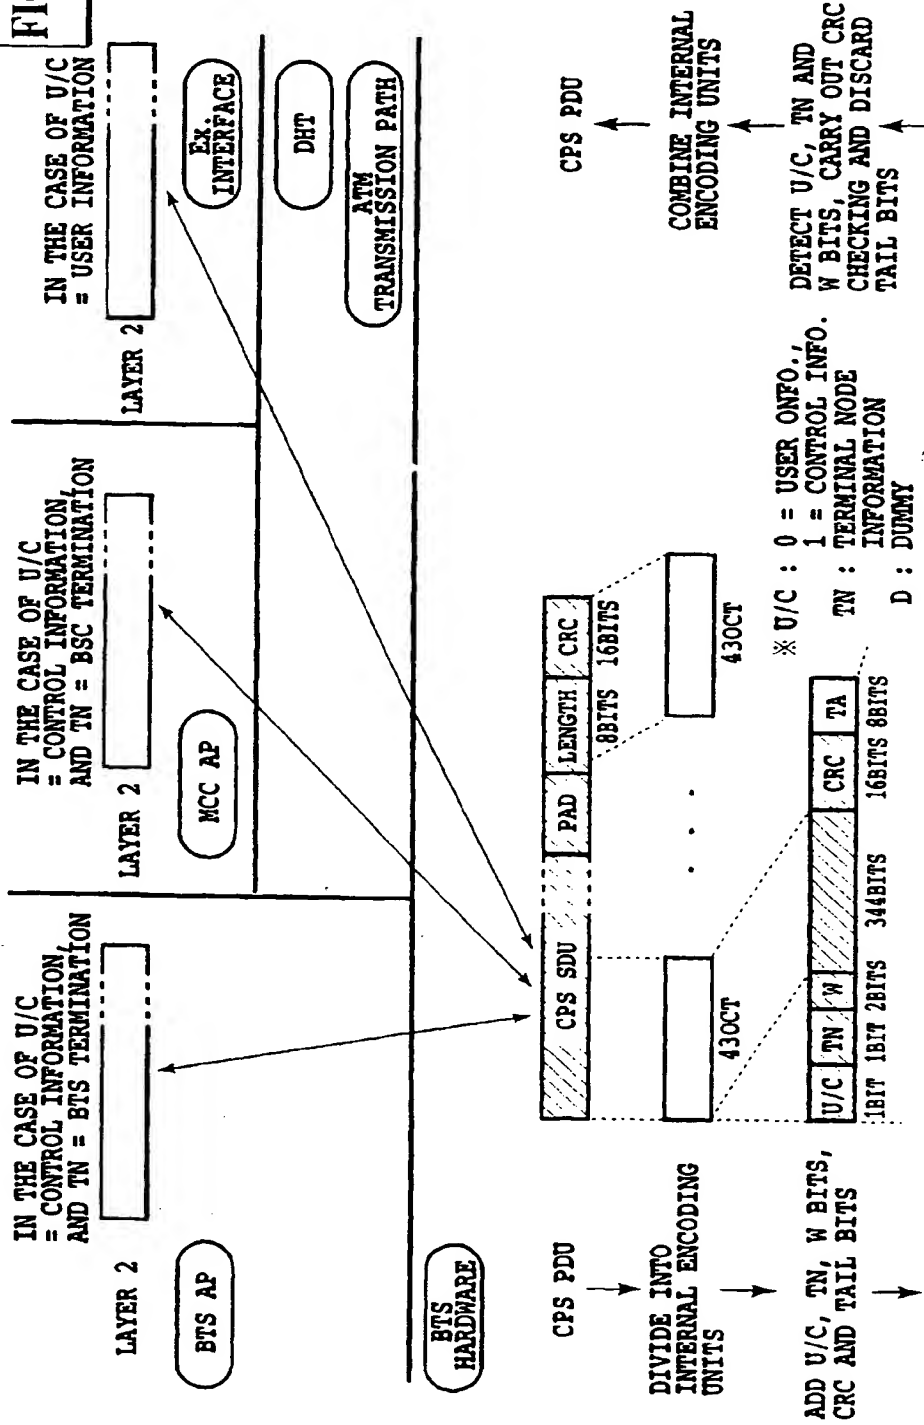 FI
IN THE CASE OF U/C
= CONTROL INFORMATION,
AND TN = BTS TERMINATION
LAYER 2
BTS AP
IN THE CASE OF U/C
= CONTROL INFORMATION,
AND TN = BSC TERMINATION
LAYER 2
MCC AP
IN THE CASE OF U/C
= USER INFORMATION
LAYER 2
Ex.
INTERFACE
DHT
ATM
TRANSMISSION PATH
BTS
HARDWARE
CPS PDU
CPS SDU
PAD
LENGTH
CRC
8BITS
16BITS
CPS PDU
DIVIDE INTO
INTERNAL ENCODING
UNITS
43OCT
. . .
43OCT
COMBINE INTERNAL
ENCODING UNITS
ADD U/C, TN, W BITS,
CRC AND TAIL BITS
U/C
TN
W
CRC
TA
1BIT
1BIT
2BITS
344BITS
16BITS
8BITS
※ U/C : 0 = USER ONFO.,
1 = CONTROL INFO.
TN : TERMINAL NODE
INFORMATION
D : DUMMY
DETECT U/C, TN AND
W BITS, CARRY OUT CRC
CHECKING AND DISCARD
TAIL BITS